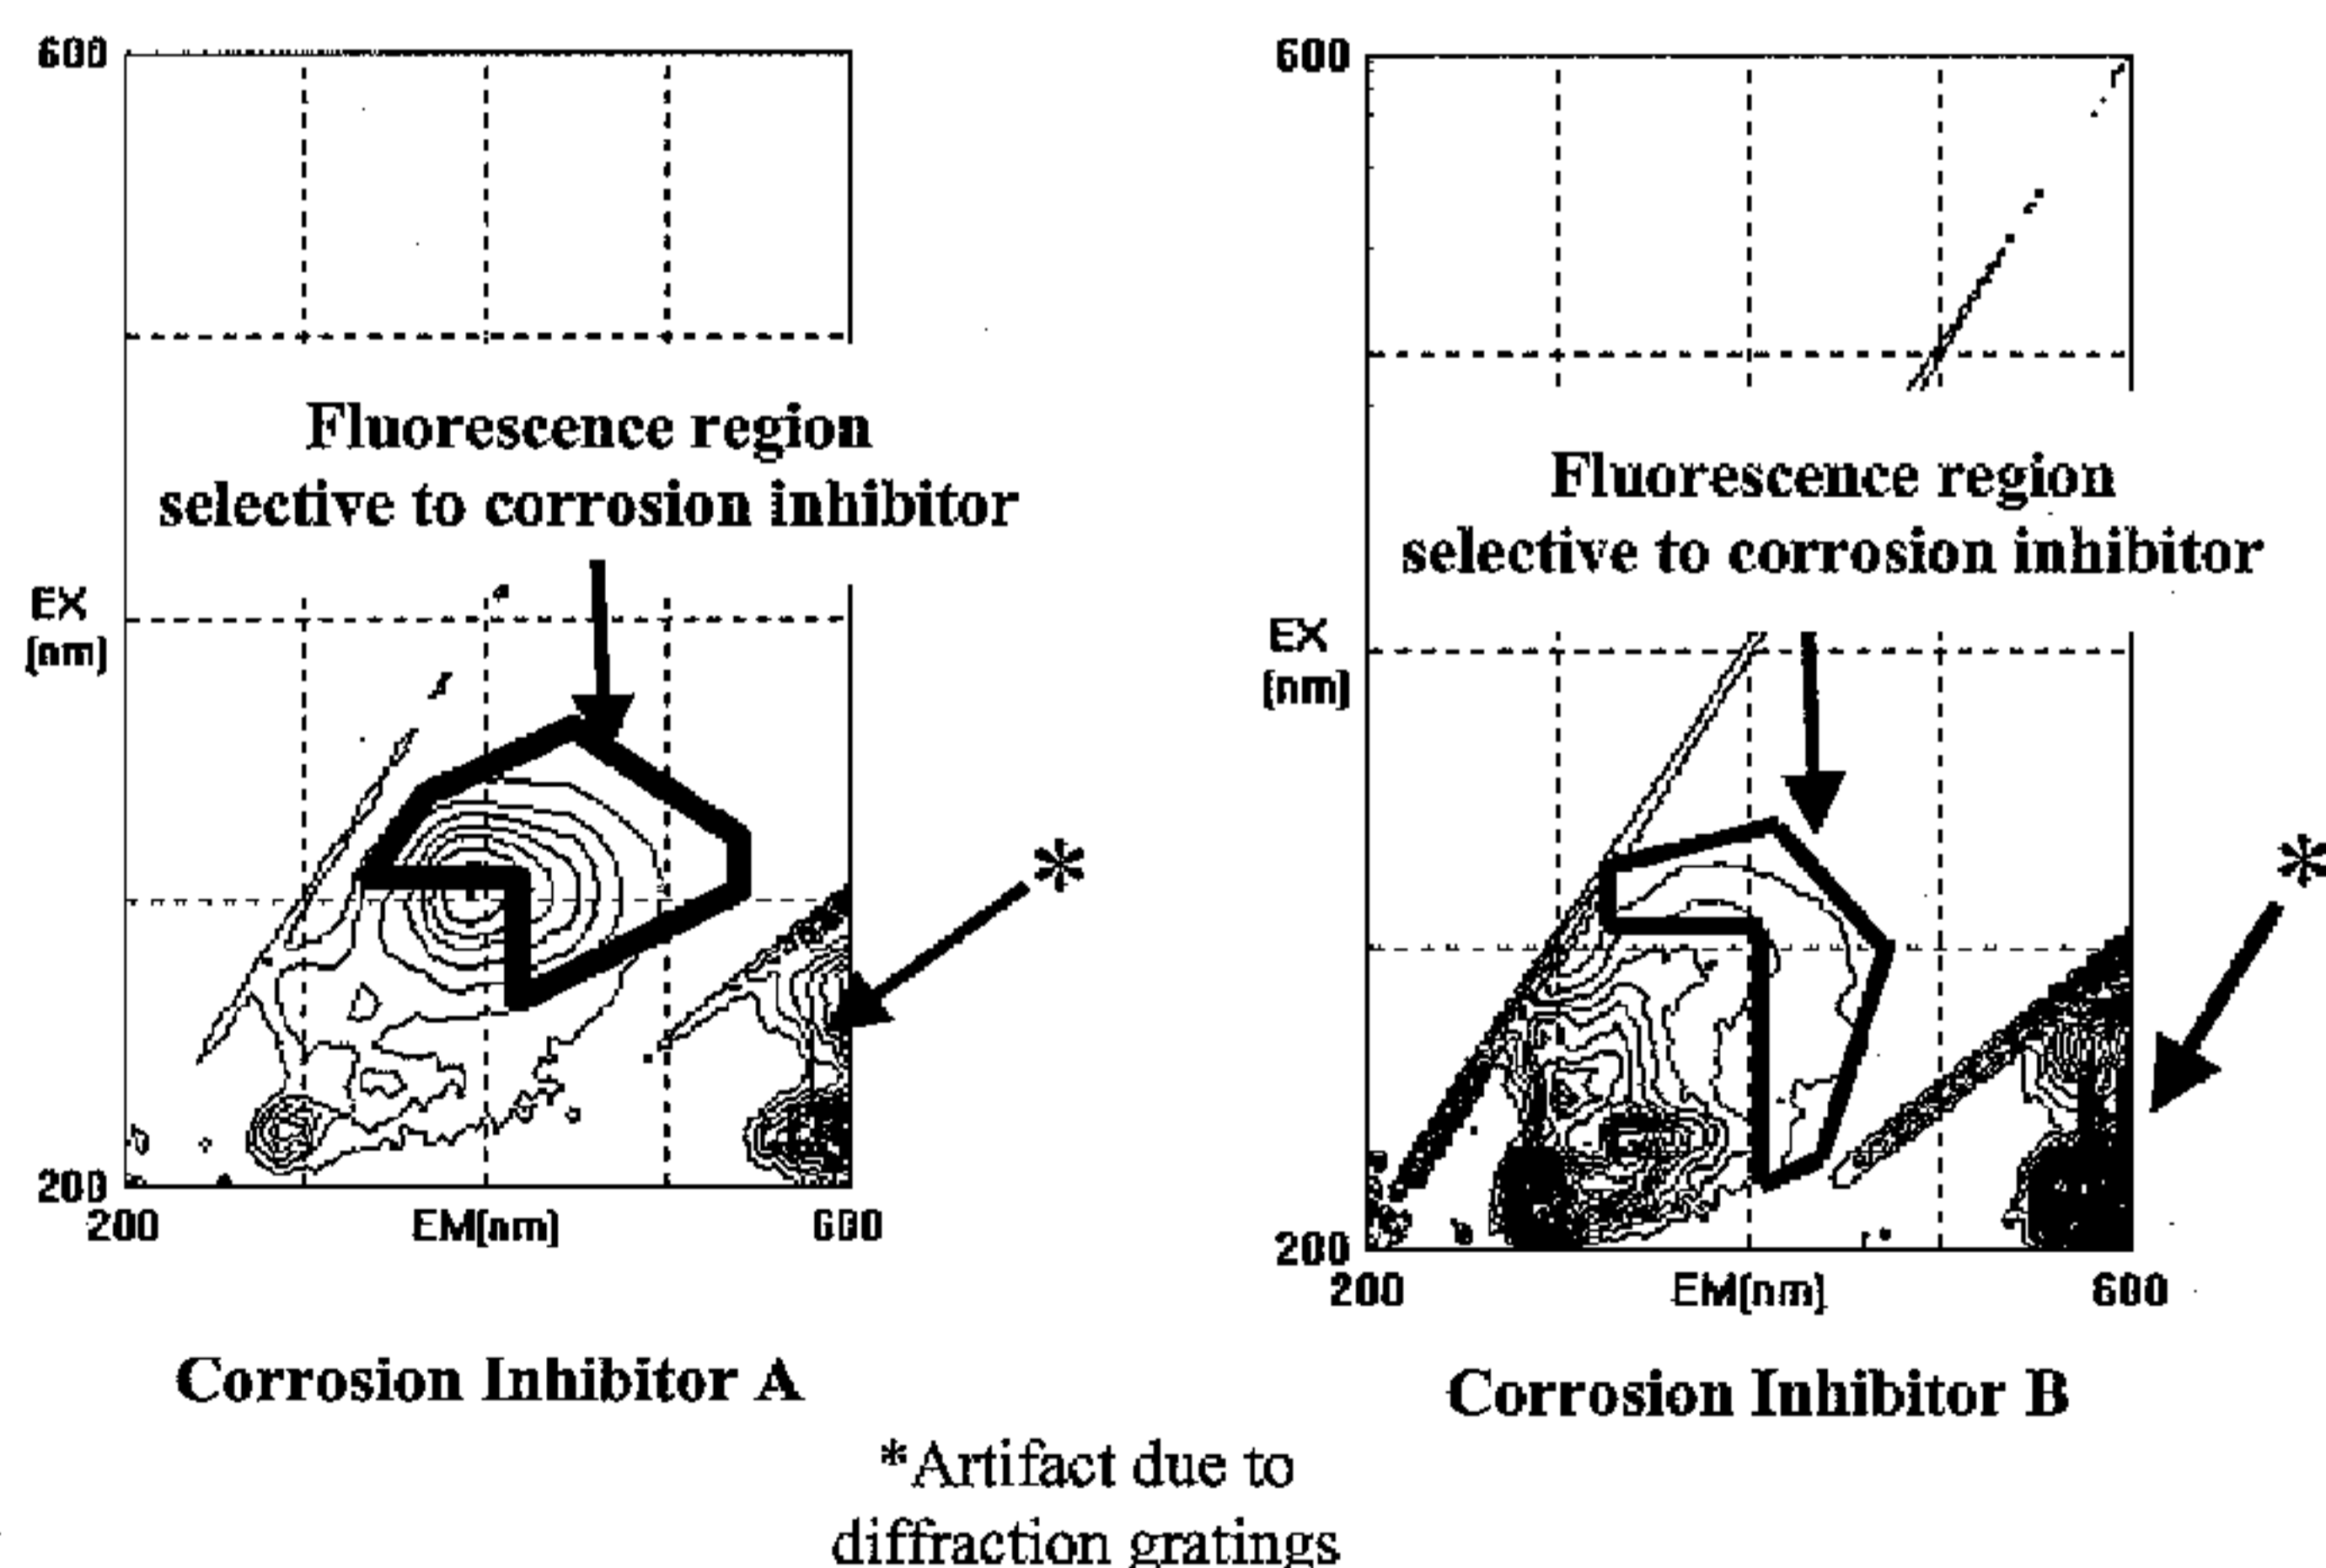 600
Fluorescence region
selective to corrosion inhibitor
EX
(nm)
*
200
200 EM(nm) 600
Corrosion Inhibitor A
600
Fluorescence region
selective to corrosion inhibitor
EX
(nm)
*
200
200 EM(nm) 600
Corrosion Inhibitor B
*Artifact due to
diffraction gratings